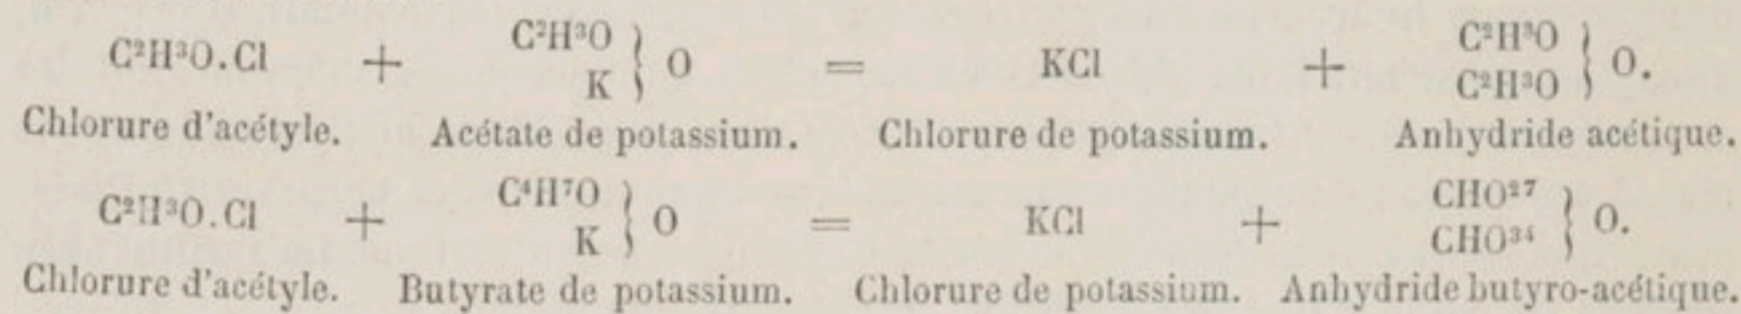 C²H³O.Cl + C²H³O K } O = KCl + C²H³O C²H³O } O.
Chlorure d'acétyle. Acétate de potassium. Chlorure de potassium. Anhydride acétique.
C²H³O.Cl + C⁴H⁷O K } O = KCl + CHO²⁷ CHO³⁴ } O.
Chlorure d'acétyle. Butyrate de potassium. Chlorure de potassium. Anhydride butyro-acétique.